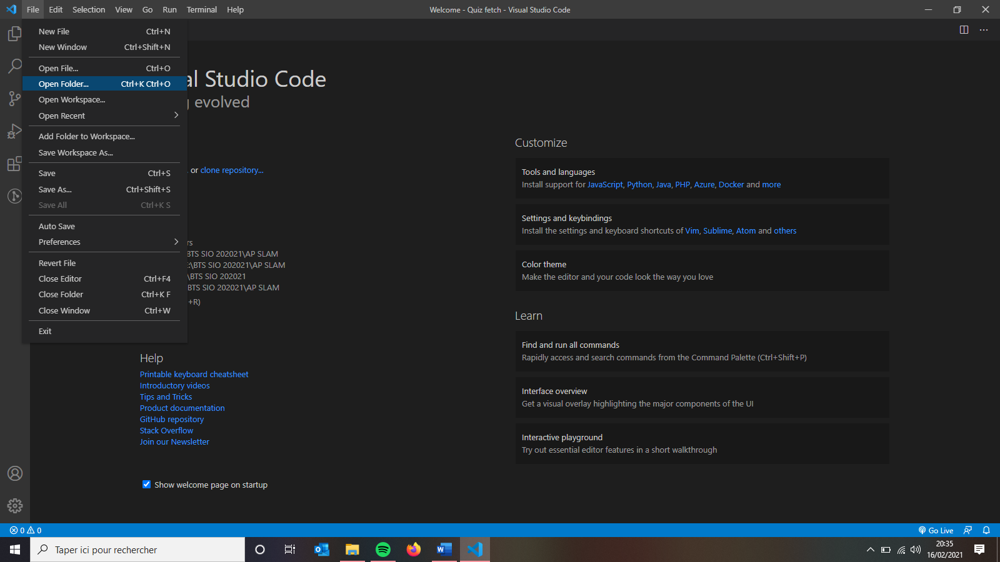 File Edit Selection View Go Run Terminal Help
Welcome - Quiz fetch - Visual Studio Code
New File Ctrl+N
New Window Ctrl+Shift+N
Open File... Ctrl+O
Open Folder... Ctrl+K Ctrl+O
Open Workspace...
Open Recent
Add Folder to Workspace...
Save Workspace As...
Save Ctrl+S
Save As... Ctrl+Shift+S
Save All Ctrl+K S
Auto Save
Preferences
Revert File
Close Editor Ctrl+F4
Close Folder Ctrl+K F
Close Window Ctrl+W
Exit
al Studio Code
g evolved
. or clone repository...
rs
BTS SIO 202021\AP SLAM
:\BTS SIO 202021\AP SLAM
\BTS SIO 202021
BTS SIO 202021\AP SLAM
+R)
Help
Printable keyboard cheatsheet
Introductory videos
Tips and Tricks
Product documentation
GitHub repository
Stack Overflow
Join our Newsletter
Show welcome page on startup
Customize
Tools and languages
Install support for JavaScript, Python, Java, PHP, Azure, Docker and more
Settings and keybindings
Install the settings and keyboard shortcuts of Vim, Sublime, Atom and others
Color theme
Make the editor and your code look the way you love
Learn
Find and run all commands
Rapidly access and search commands from the Command Palette (Ctrl+Shift+P)
Interface overview
Get a visual overlay highlighting the major components of the UI
Interactive playground
Try out essential editor features in a short walkthrough
0 0
Go Live
Taper ici pour rechercher
20:35
16/02/2021